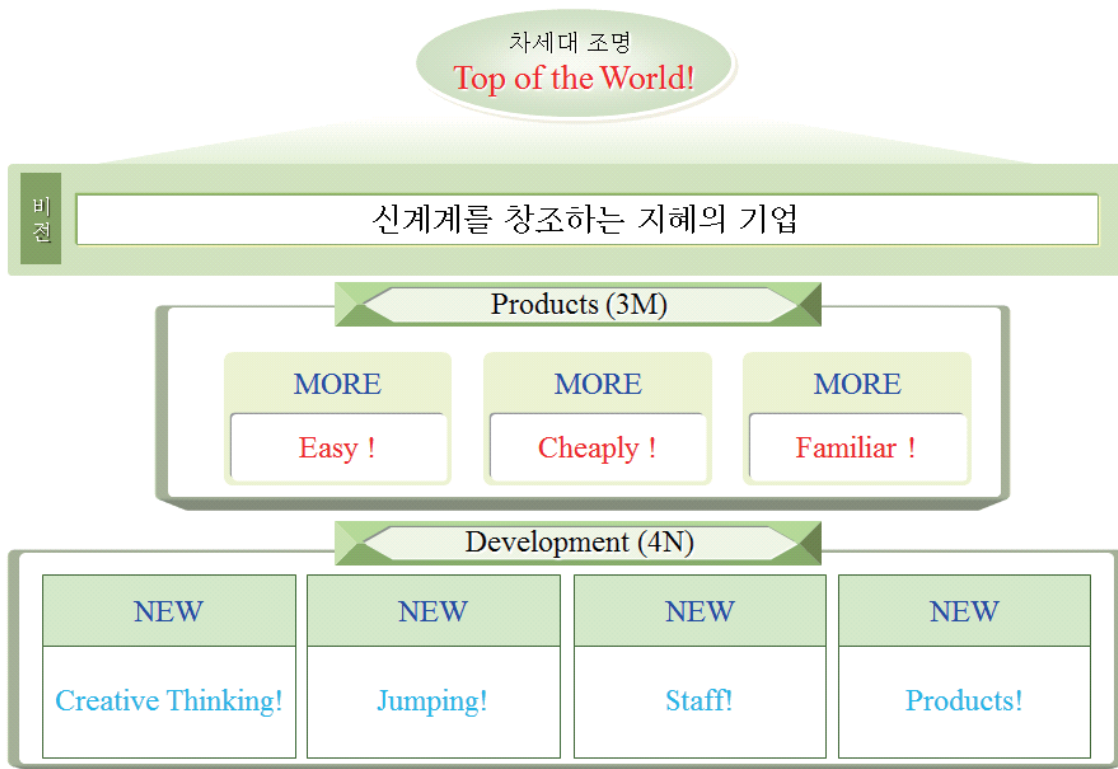 차세대 조명
Top of the World!
비전
신계계를 창조하는 지혜의 기업
Products (3M)
MORE MORE MORE
Easy ! Cheaply ! Familiar !
Development (4N)
NEW NEW NEW NEW
Creative Thinking! Jumping! Staff! Products!